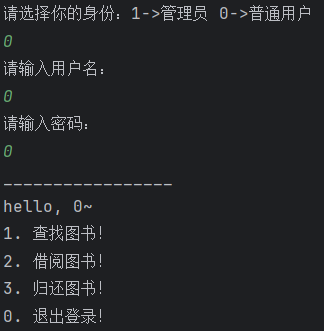 请选择你的身份：1->管理员 0->普通用户
0
请输入用户名：
0
请输入密码：
0
_________________
hello, 0~
1. 查找图书!
2. 借阅图书!
3. 归还图书!
0. 退出登录!